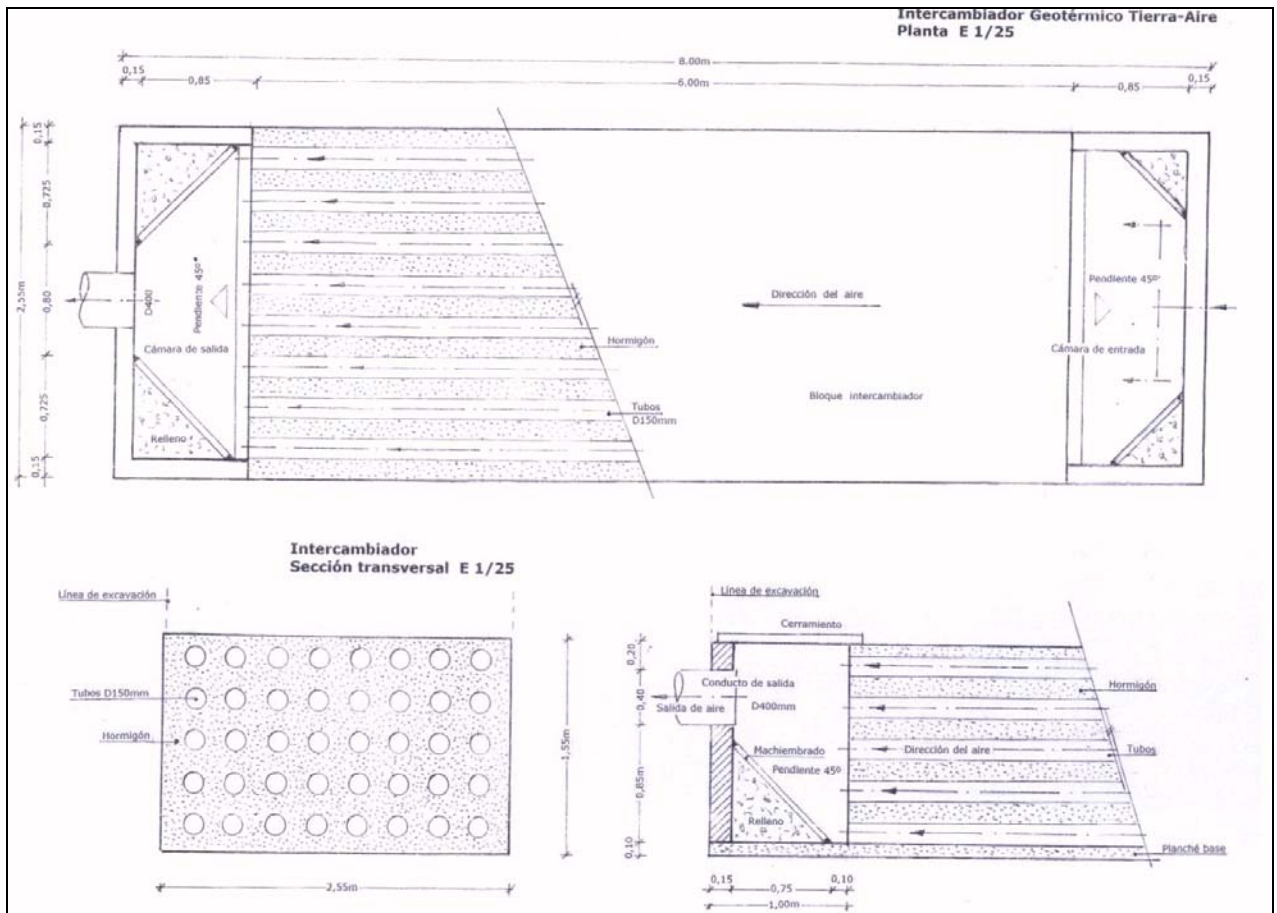 Intercambiador Geotérmico Tierra-Aire
Planta E 1/25
8.00m
0,15
0,85
6.00m
0,85
0,15
2,55m
0,15
0,725
0,80
0,725
0,15
D400
Pendiente 45º
Cámara de salida
Relleno
Hormigón
Tubos
D150mm
Dirección del aire
Bloque intercambiador
Pendiente 45º
Cámara de entrada
Intercambiador
Sección transversal E 1/25
Línea de excavación
Tubos D150mm
Hormigón
1,55m
2,55m
Línea de excavación
Cerramiento
0,20
0,40
0,85m
0,10
Conducto de salida
Salida de aire
D400mm
Machiembrado
Pendiente 45º
Relleno
Dirección del aire
Hormigón
Tubos
Planché base
0,15
0,75
0,10
1,00m